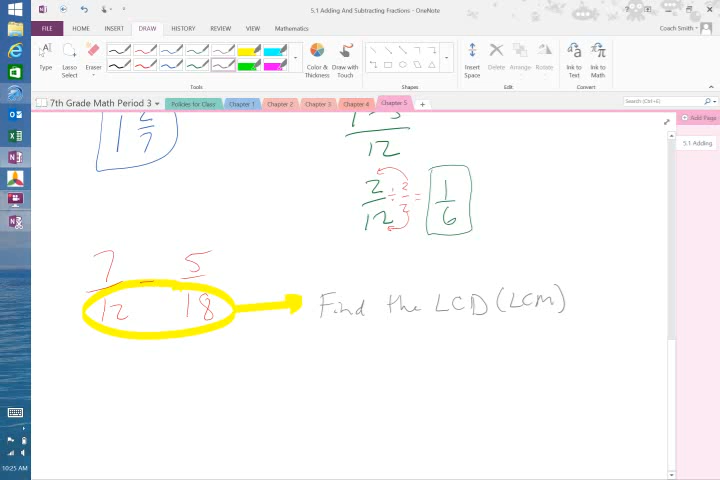 5.1 Adding And Subtracting Fractions - OneNote
FILE HOME INSERT DRAW HISTORY REVIEW VIEW Mathematics
Coach Smith
Type Lasso Select Eraser
Color & Thickness Draw with Touch
Insert Space Delete Arrange Rotate
Ink to Text Ink to Math
Tools Shapes Edit Convert
7th Grade Math Period 3 Policies for Class Chapter 1 Chapter 2 Chapter 3 Chapter 4 Chapter 5
Search (Ctrl+E)
Add Page
5.1 Adding
1 2/7
12
2/12 ÷ 2/2 = 1/6
7/12 - 5/18
Find the LCD (LCM)
10:25 AM